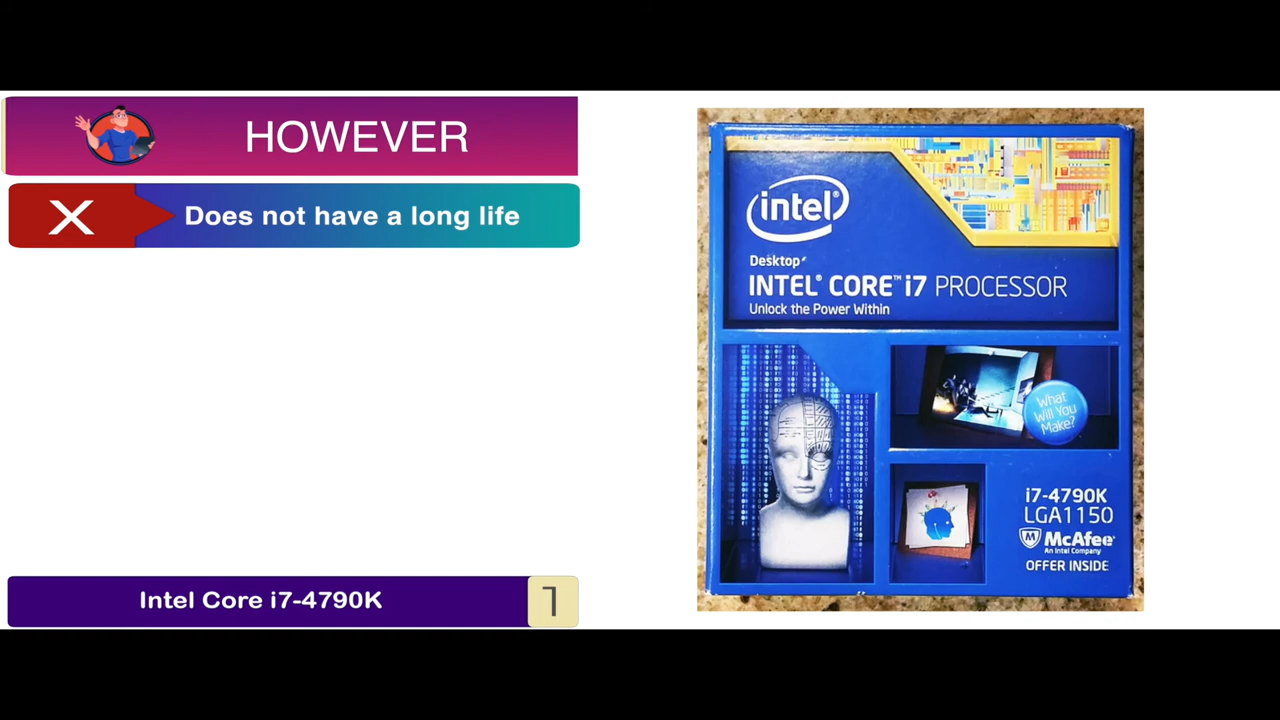 HOWEVER
X
Does not have a long life
Intel Core i7-4790K
1
intel®
Desktop
INTEL® CORE™ i7 PROCESSOR
Unlock the Power Within
What
Will You
Make?
i7-4790K
LGA1150
McAfee
An Intel Company
OFFER INSIDE